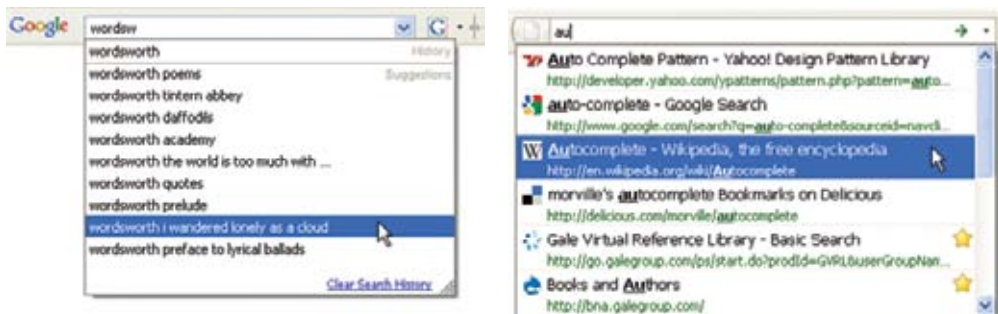 Google wordsw
wordsworth History
wordsworth poems Suggestions
wordsworth tintern abbey
wordsworth daffodils
wordsworth academy
wordsworth the world is too much with ...
wordsworth quotes
wordsworth prelude
wordsworth i wandered lonely as a cloud
wordsworth preface to lyrical ballads
Clear Search History
au
Auto Complete Pattern - Yahoo! Design Pattern Library
http://developer.yahoo.com/ypatterns/pattern.php?pattern=auto...
auto-complete - Google Search
http://www.google.com/search?q=auto-complete&sourceid=navcli...
Autocomplete - Wikipedia, the free encyclopedia
http://en.wikipedia.org/wiki/Autocomplete
morville's autocomplete Bookmarks on Delicious
http://delicious.com/morville/autocomplete
Gale Virtual Reference Library - Basic Search
http://go.galegroup.com/ps/start.do?prodId=GVRL&userGroupNam...
Books and Authors
http://bna.galegroup.com/